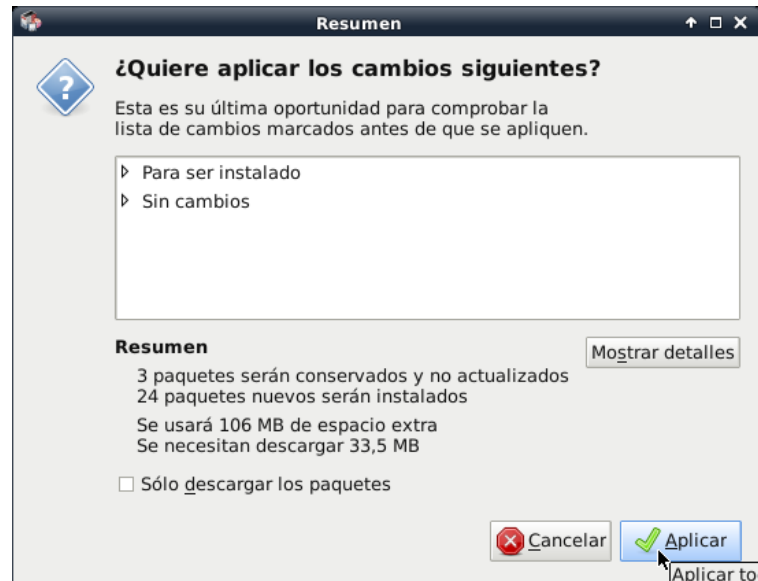 Resumen
¿Quiere aplicar los cambios siguientes?
Esta es su última oportunidad para comprobar la
lista de cambios marcados antes de que se apliquen.
Para ser instalado
Sin cambios
Resumen
Mostrar detalles
3 paquetes serán conservados y no actualizados
24 paquetes nuevos serán instalados
Se usará 106 MB de espacio extra
Se necesitan descargar 33,5 MB
Sólo descargar los paquetes
Cancelar
Aplicar
Aplicar to